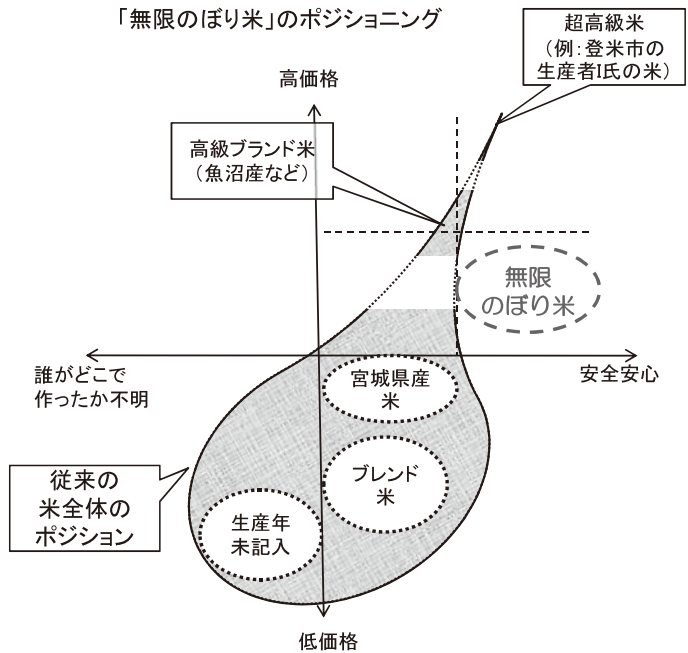 「無限のぼり米」のポジショニング
超高級米
（例：登米市の
生産者I氏の米）
高価格
高級ブランド米
（魚沼産など）
無限
のぼり米
誰がどこで
作ったか不明
安全安心
宮城県産
米
従来の
米全体の
ポジション
ブレンド
米
生産年
未記入
低価格